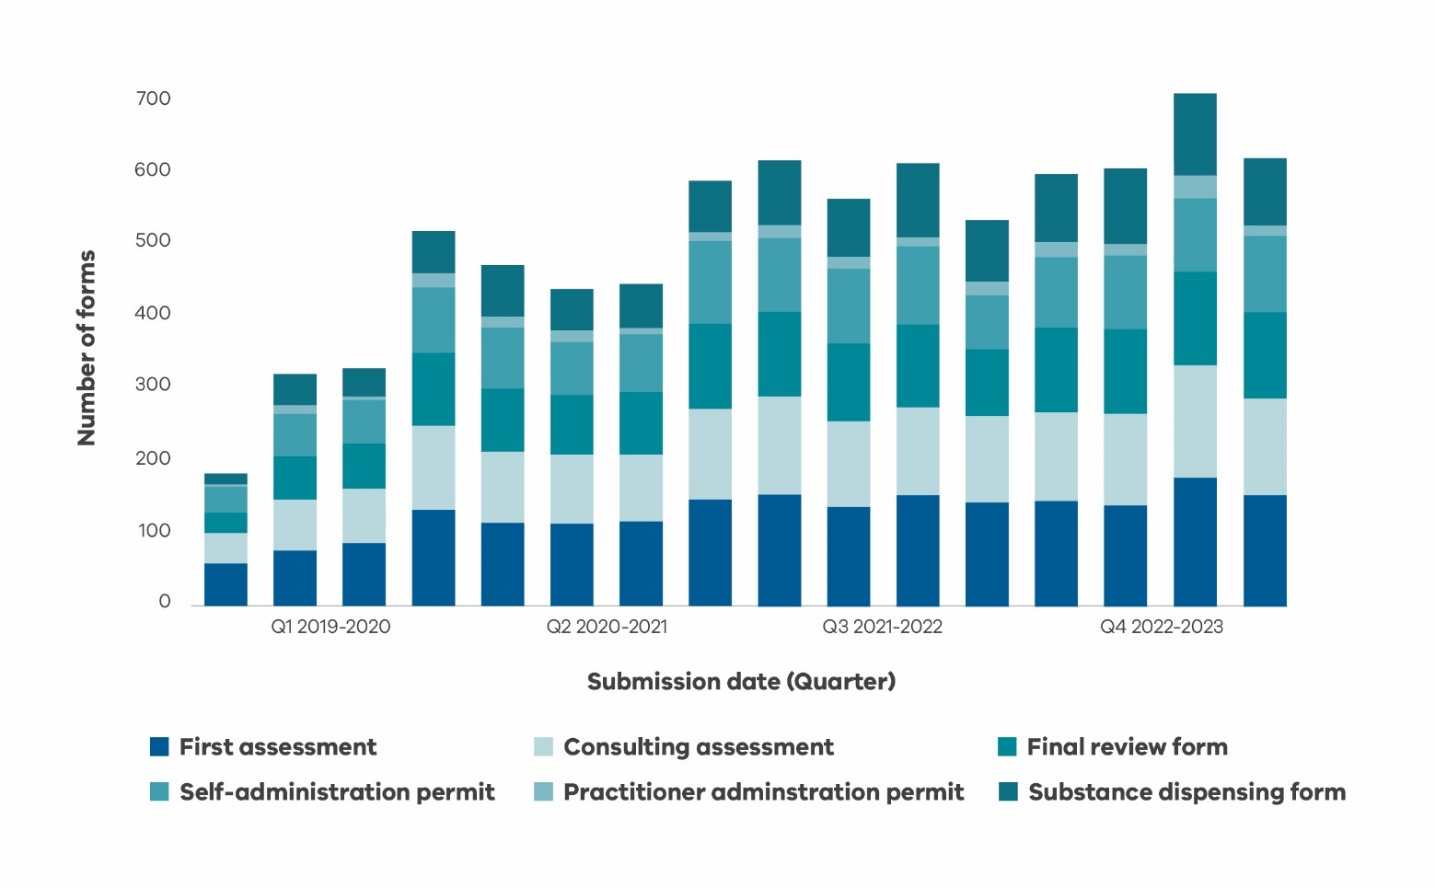 700
600
500
400
300
200
100
0
Number of forms
Q1 2019-2020 Q2 2020-2021 Q3 2021-2022 Q4 2022-2023
Submission date (Quarter)
First assessment Consulting assessment Final review form
Self-administration permit Practitioner adminstration permit Substance dispensing form